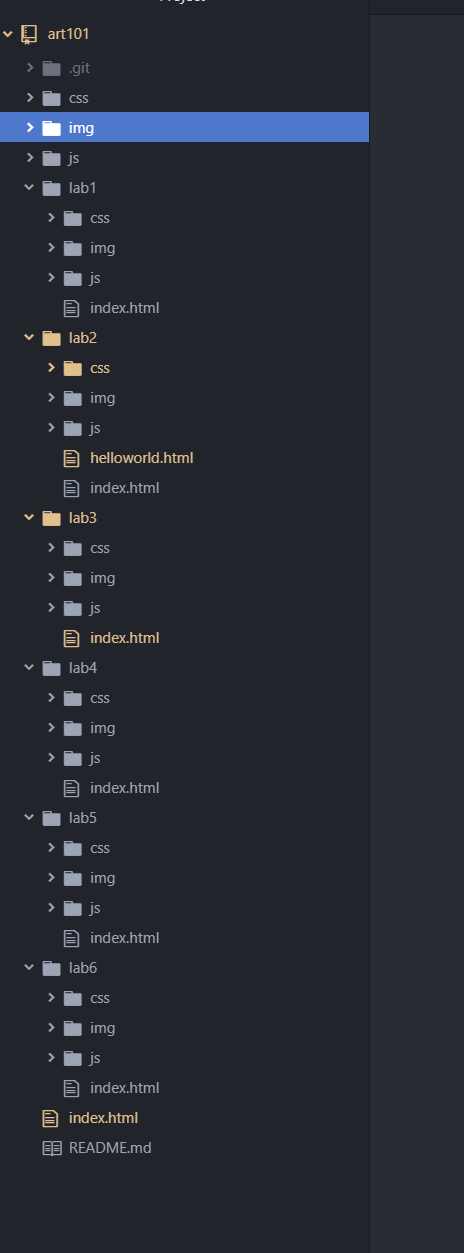 Project
art101
.git
css
img
js
lab1
css
img
js
index.html
lab2
css
img
js
helloworld.html
index.html
lab3
css
img
js
index.html
lab4
css
img
js
index.html
lab5
css
img
js
index.html
lab6
css
img
js
index.html
index.html
README.md